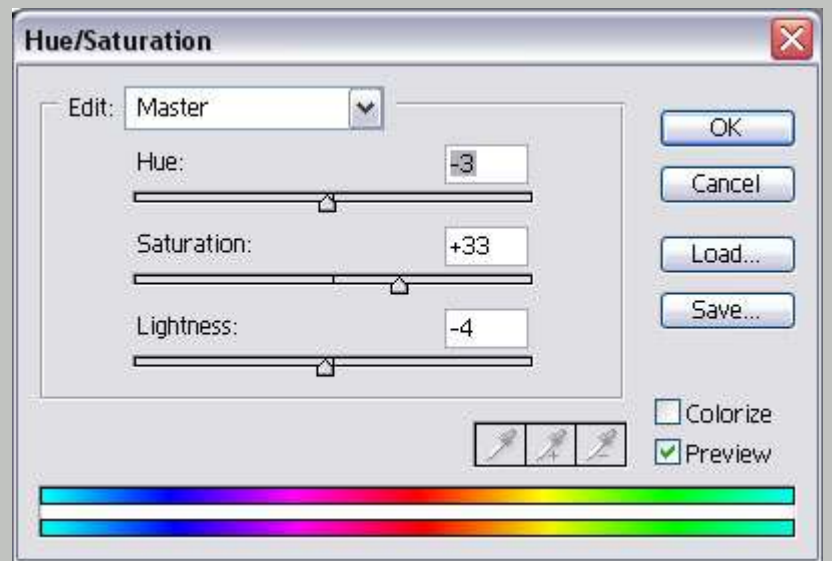 Hue/Saturation
Edit: Master
Hue: -3
Saturation: +33
Lightness: -4
OK
Cancel
Load...
Save...
Colorize
Preview